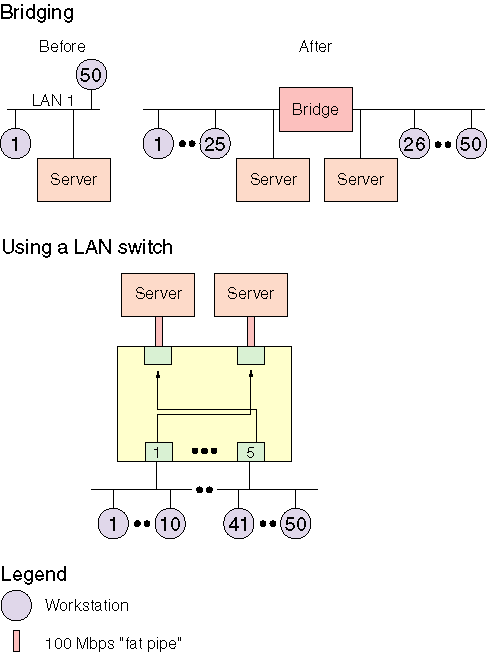 Bridging
Before
After
50
LAN 1
1
Server
Bridge
1
25
26
50
Server
Server
Using a LAN switch
Server
Server
1
5
1
10
41
50
Legend
Workstation
100 Mbps "fat pipe"